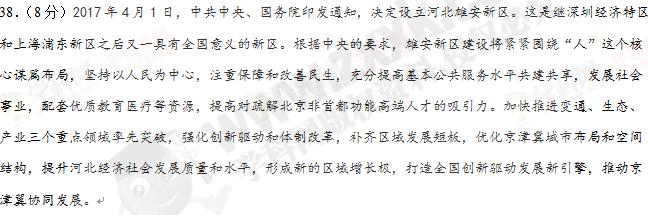 38.（8分）2017年4月1日，中共中央、国务院印发通知，决定设立河北雄安新区。这是继深圳经济特区
和上海浦东新区之后又一具有全国意义的新区。根据中央的要求，雄安新区建设将紧紧围绕“人”这个核
心谋篇布局，坚持以人民为中心，注重保障和改善民生，充分提高基本公共服务水平共建共享，发展社会
事业，配套优质教育医疗等资源，提高对疏解北京非首都功能高端人才的吸引力。加快推进变通、生态、
产业三个重点领域率先突破，强化创新驱动和体制改革，补齐区域发展短板，优化京津冀城市布局和空间
结构，提升河北经济社会发展质量和水平，形成新的区域增长极，打造全国创新驱动发展新引擎，推动京
津冀协同发展。